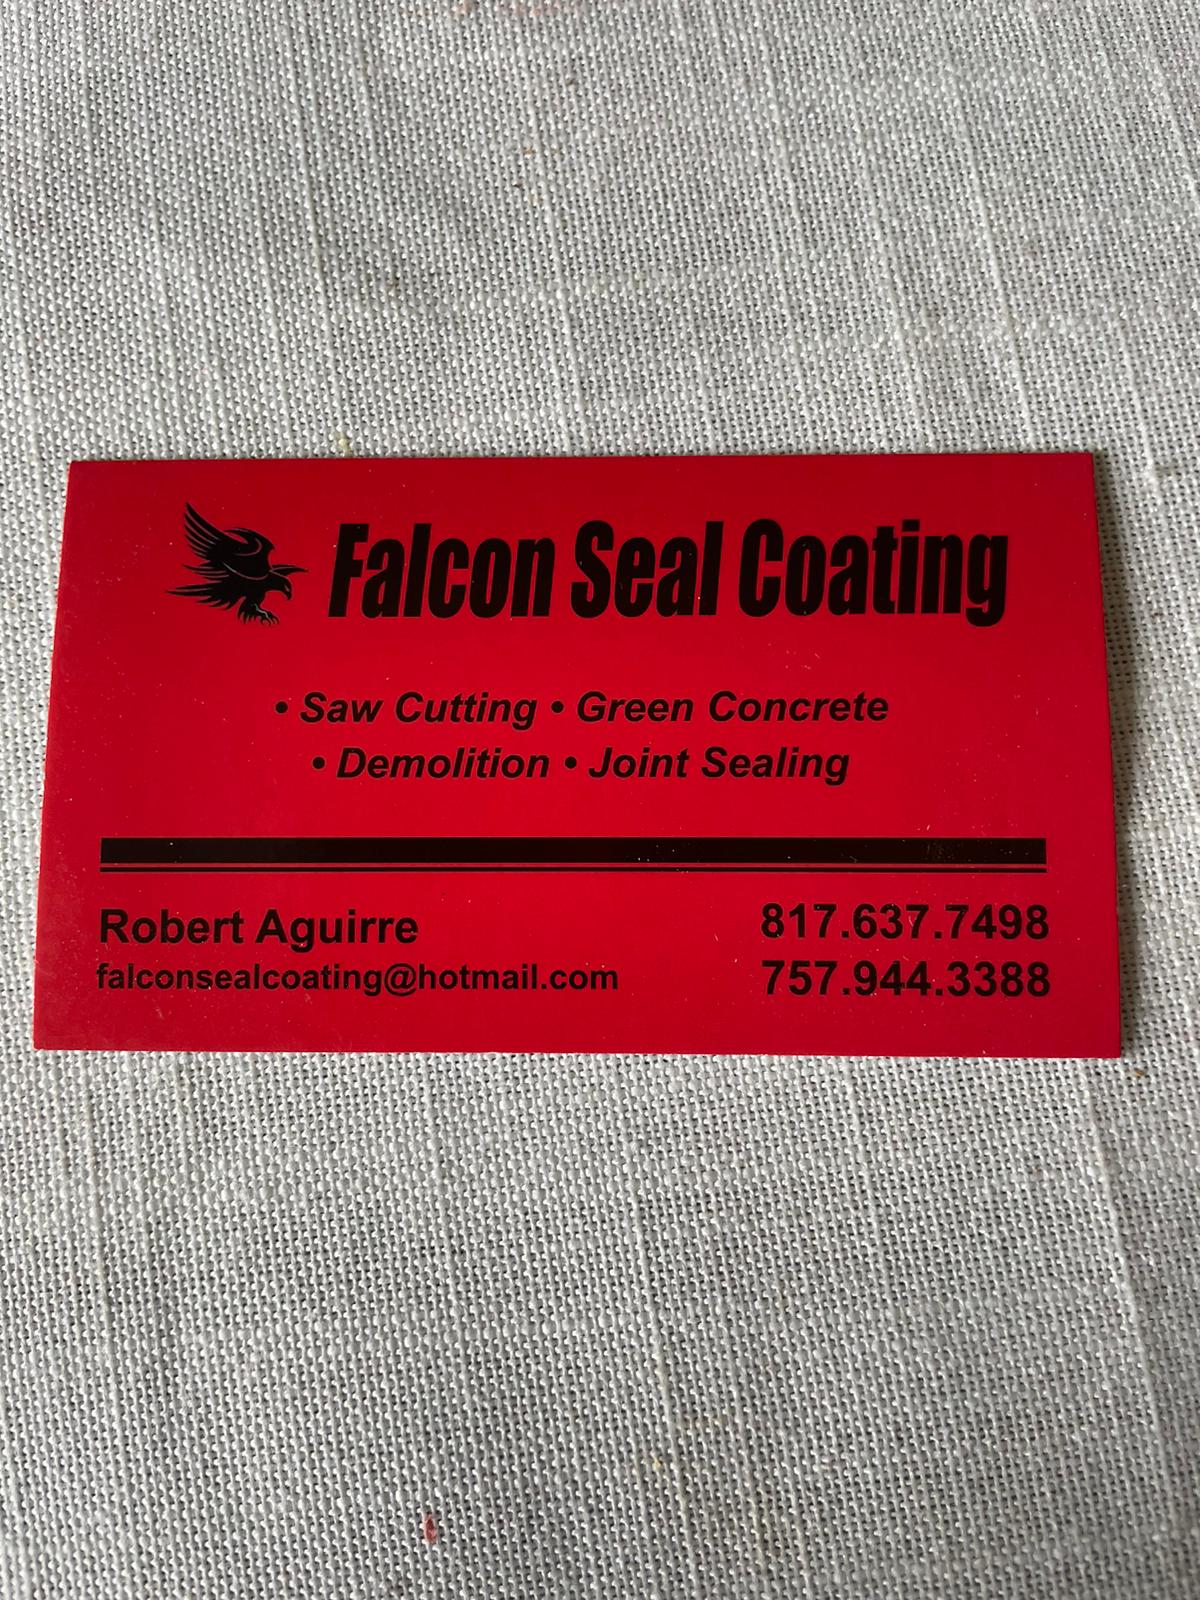 Falcon Seal Coating
• Saw Cutting • Green Concrete
• Demolition • Joint Sealing
Robert Aguirre
falconsealcoating@hotmail.com
817.637.7498
757.944.3388